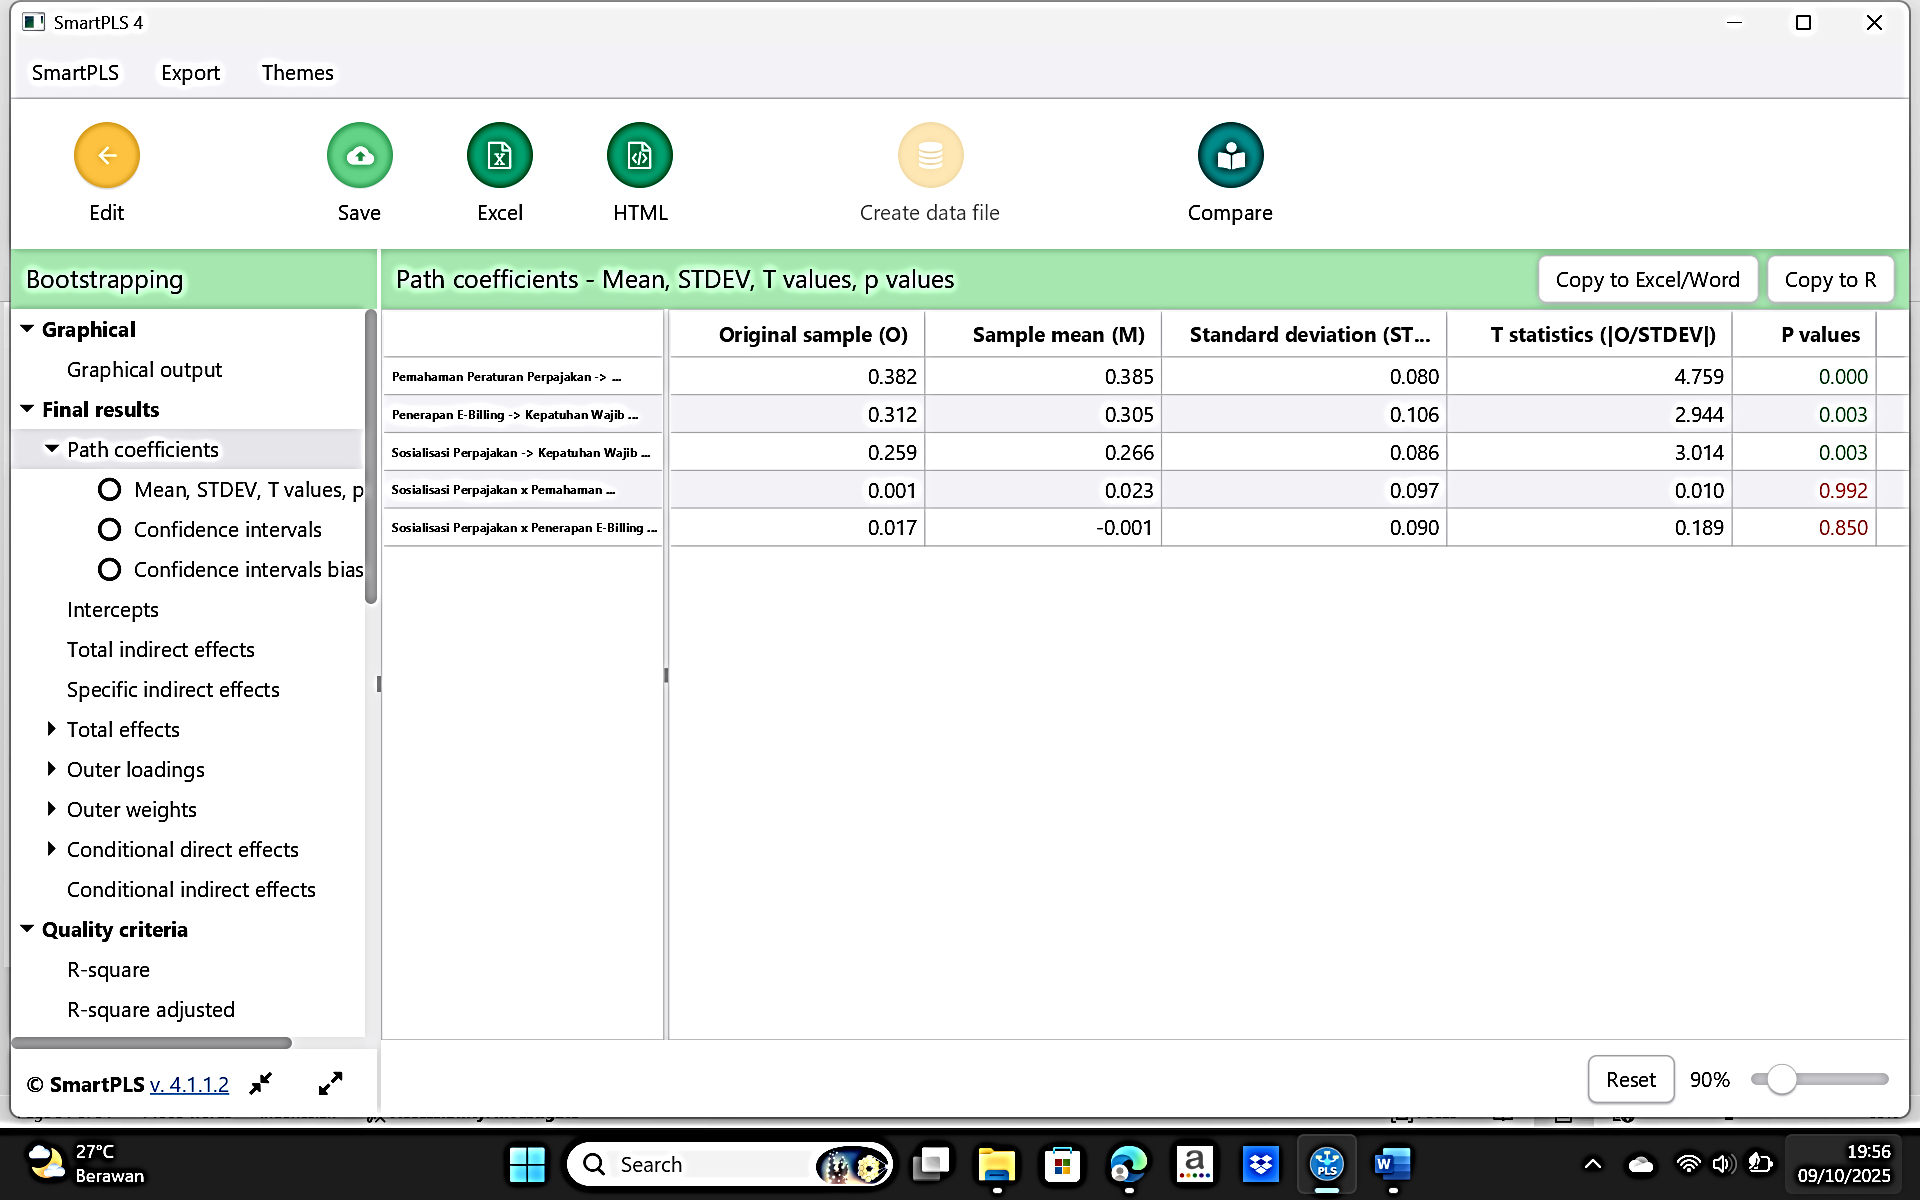 SmartPLS 4
SmartPLS Export Themes
Edit Save Excel HTML Create data file Compare
Bootstrapping
Path coefficients - Mean, STDEV, T values, p values
Copy to Excel/Word
Copy to R
Graphical
Graphical output
Final results
Path coefficients
Mean, STDEV, T values, p
Confidence intervals
Confidence intervals bias
Intercepts
Total indirect effects
Specific indirect effects
Total effects
Outer loadings
Outer weights
Conditional direct effects
Conditional indirect effects
Quality criteria
R-square
R-square adjusted
Original sample (O) Sample mean (M) Standard deviation (ST... T statistics (|O/STDEV|) P values
Pemahaman Peraturan Perpajakan -> ... 0.382 0.385 0.080 4.759 0.000
Penerapan E-Billing -> Kepatuhan Wajib ... 0.312 0.305 0.106 2.944 0.003
Sosialisasi Perpajakan -> Kepatuhan Wajib ... 0.259 0.266 0.086 3.014 0.003
Sosialisasi Perpajakan x Pemahaman ... 0.001 0.023 0.097 0.010 0.992
Sosialisasi Perpajakan x Penerapan E-Billing ... 0.017 -0.001 0.090 0.189 0.850
© SmartPLS v. 4.1.1.2
Reset 90%
27°C
Berawan
Search
a
PLS
W
19:56
09/10/2025